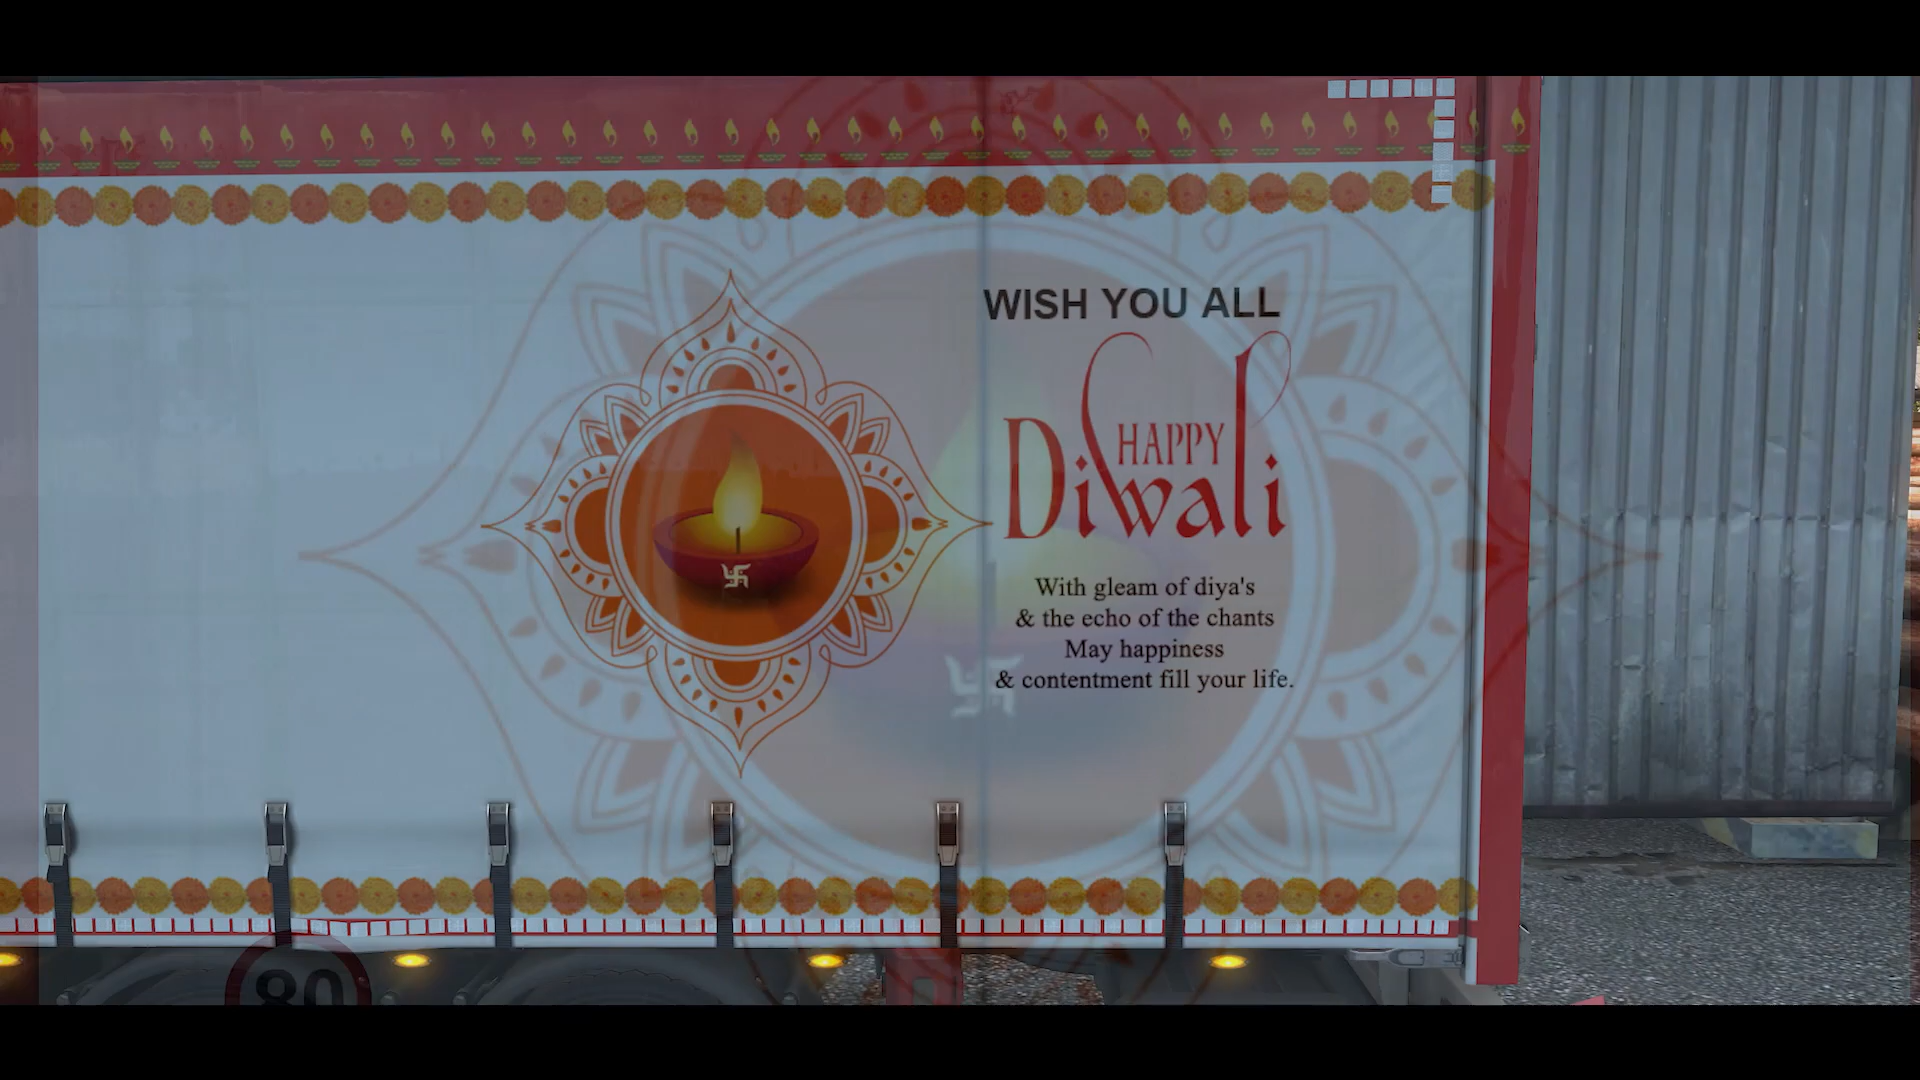 WISH YOU ALL
HAPPY
Diwali
With gleam of diya's
& the echo of the chants
May happiness
& contentment fill your life.
80